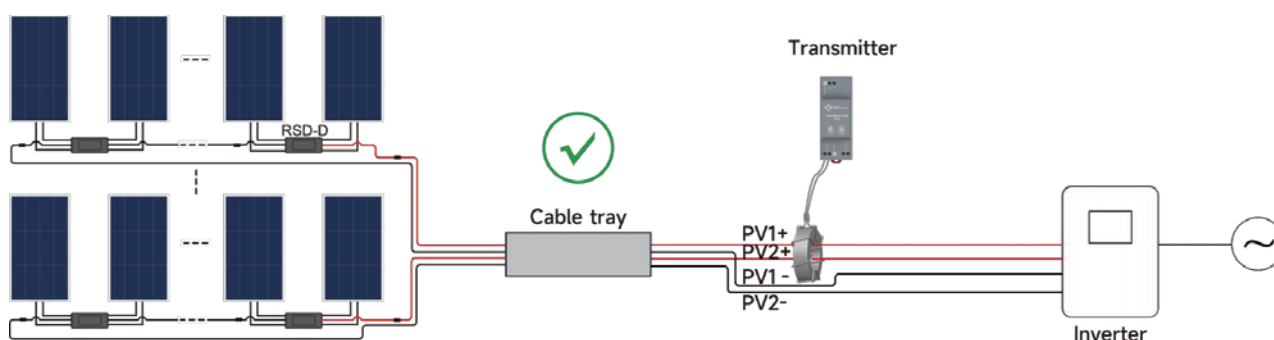 Transmitter
RSD-D
Cable tray
PV1+
PV2+
PV1-
PV2-
Inverter